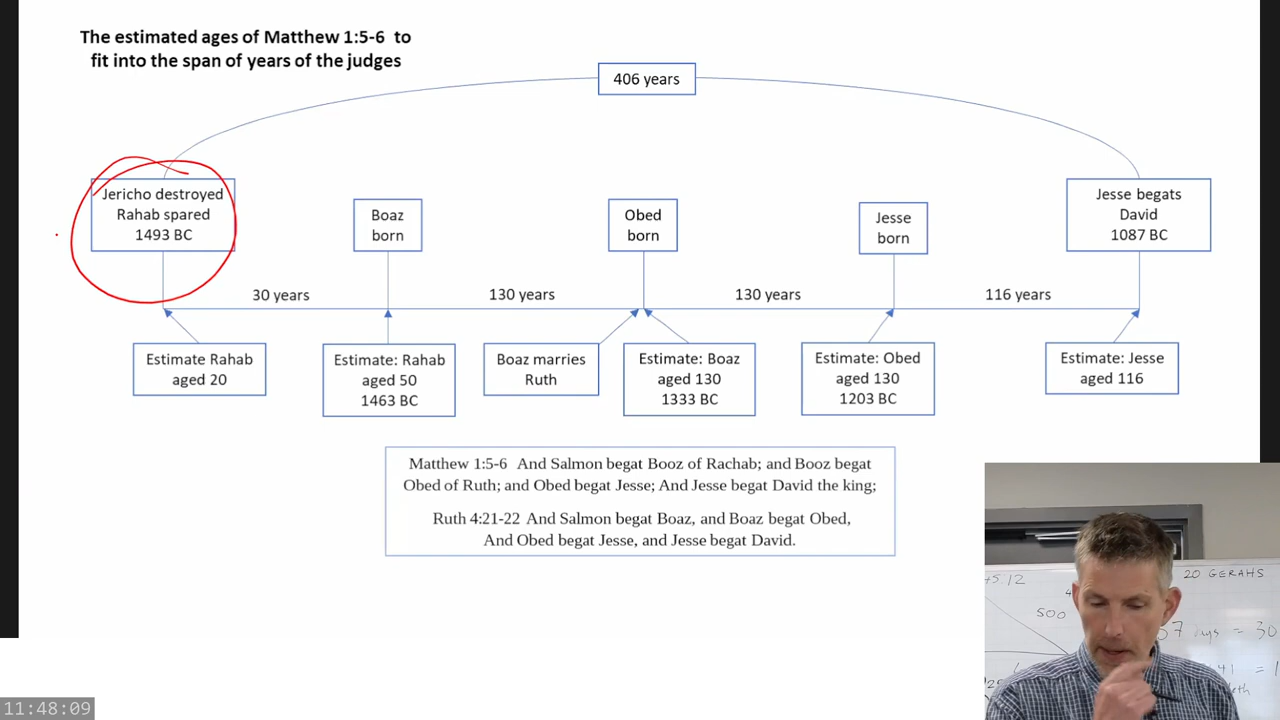 The estimated ages of Matthew 1:5-6 to
fit into the span of years of the judges
406 years
Jericho destroyed
Rahab spared
1493 BC
Boaz
born
Obed
born
Jesse
born
Jesse begats
David
1087 BC
30 years
130 years
130 years
116 years
Estimate Rahab
aged 20
Estimate: Rahab
aged 50
1463 BC
Boaz marries
Ruth
Estimate: Boaz
aged 130
1333 BC
Estimate: Obed
aged 130
1203 BC
Estimate: Jesse
aged 116
Matthew 1:5-6 And Salmon begat Booz of Rachab; and Booz begat
Obed of Ruth; and Obed begat Jesse; And Jesse begat David the king;
Ruth 4:21-22 And Salmon begat Boaz, and Boaz begat Obed,
And Obed begat Jesse, and Jesse begat David.
20 GERAHS
500
= 30
11:48:09